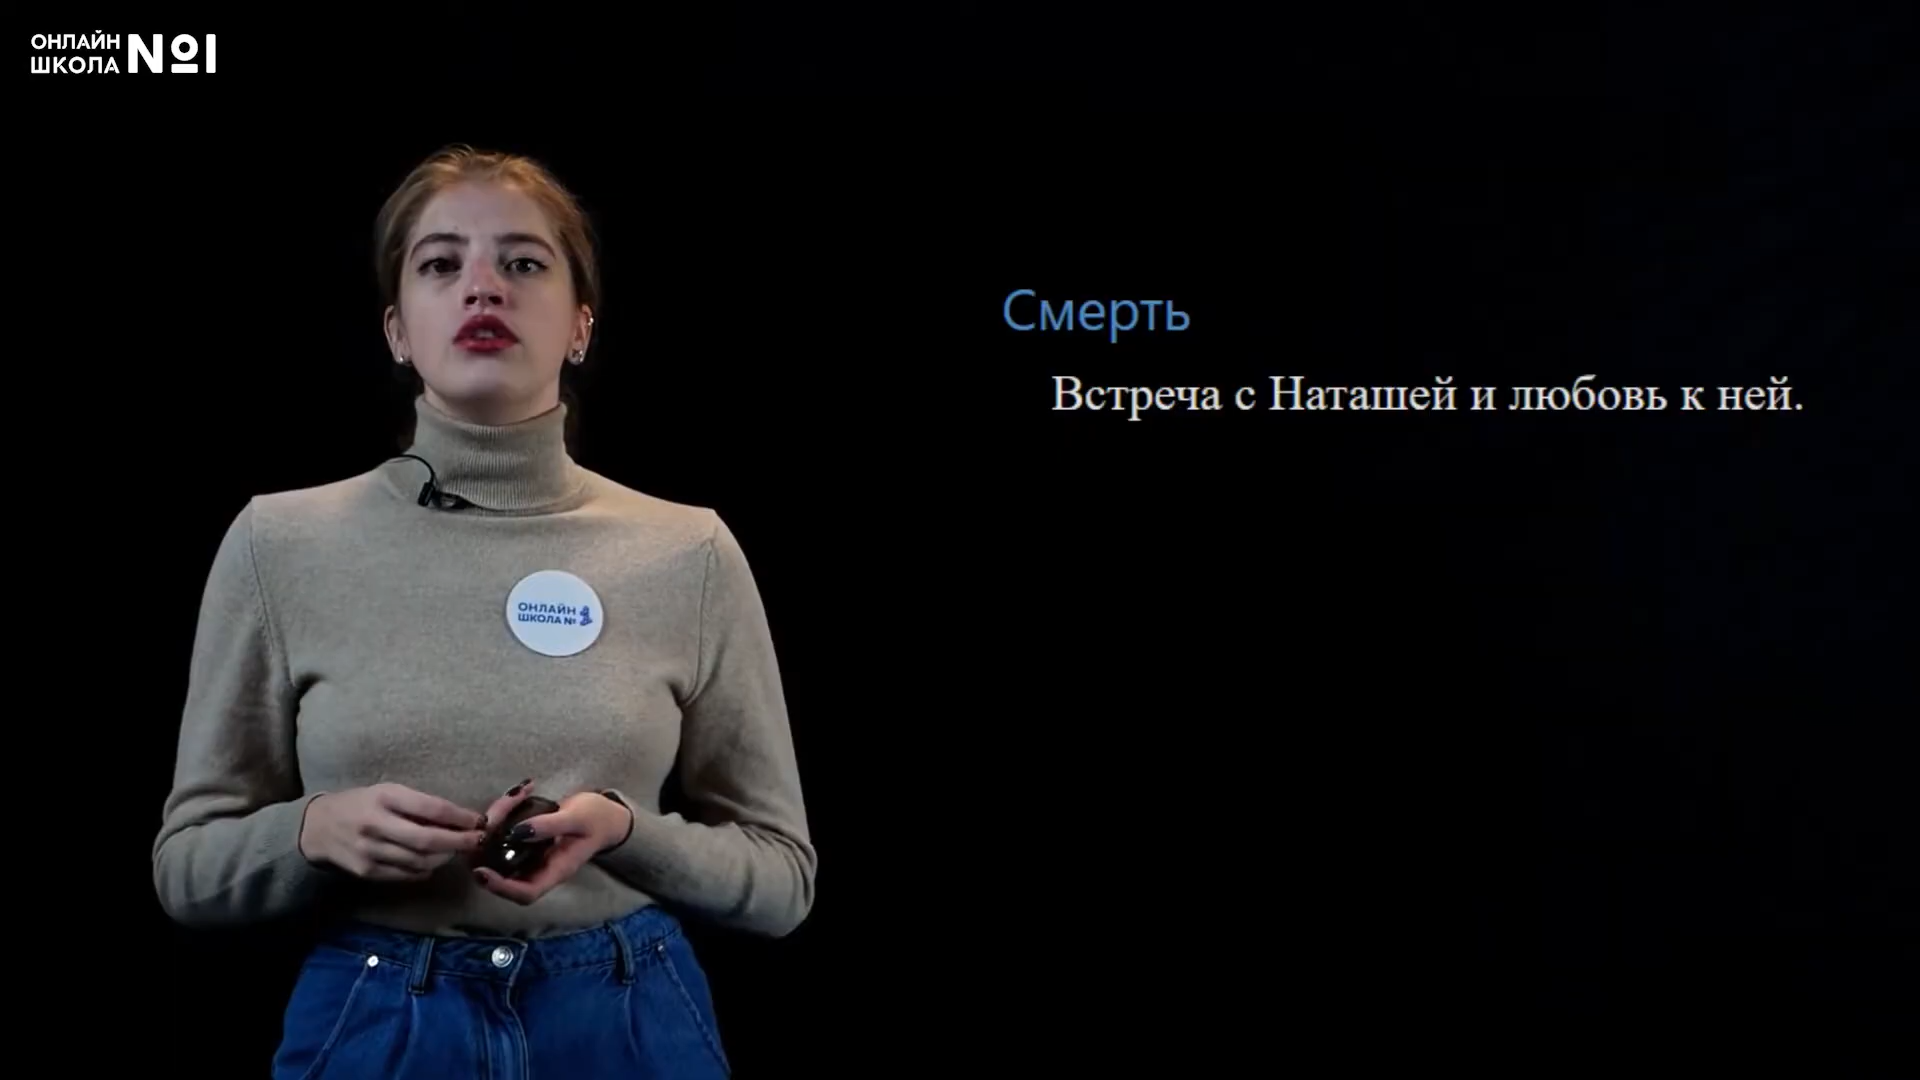 ОНЛАЙН
ШКОЛА №1
Смерть
Встреча с Наташей и любовь к ней.
ОНЛАЙН
ШКОЛА №